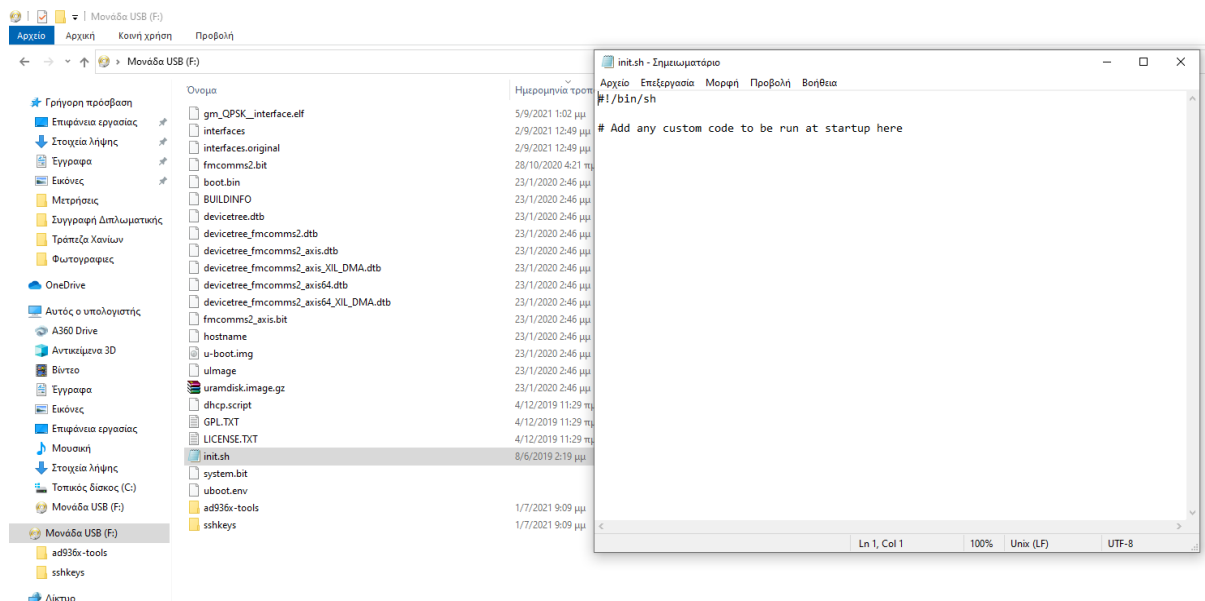 Μονάδα USB (F:)
Αρχείο Αρχική Κοινή χρήση Προβολή
Μονάδα USB (F:)
Γρήγορη πρόσβαση
Επιφάνεια εργασίας
Στοιχεία λήψης
Έγγραφα
Εικόνες
Μετρήσεις
Συγγραφή Διπλωματικής
Τράπεζα Χανίων
Φωτογραφιες
OneDrive
Αυτός ο υπολογιστής
A360 Drive
Αντικείμενα 3D
Βίντεο
Έγγραφα
Εικόνες
Επιφάνεια εργασίας
Μουσική
Στοιχεία λήψης
Τοπικός δίσκος (C:)
Μονάδα USB (F:)
Μονάδα USB (F:)
ad936x-tools
sshkeys
Δίκτυο
Όνομα Ημερομηνία τροπ
gm_QPSK_interface.elf 5/9/2021 1:02 μμ
interfaces 2/9/2021 12:49 μμ
interfaces.original 2/9/2021 12:49 μμ
fmcomms2.bit 28/10/2020 4:21 πμ
boot.bin 23/1/2020 2:46 μμ
BUILDINFO 23/1/2020 2:46 μμ
devicetree.dtb 23/1/2020 2:46 μμ
devicetree_fmcomms2.dtb 23/1/2020 2:46 μμ
devicetree_fmcomms2_axis.dtb 23/1/2020 2:46 μμ
devicetree_fmcomms2_axis_XIL_DMA.dtb 23/1/2020 2:46 μμ
devicetree_fmcomms2_axis64.dtb 23/1/2020 2:46 μμ
devicetree_fmcomms2_axis64_XIL_DMA.dtb 23/1/2020 2:46 μμ
fmcomms2_axis.bit 23/1/2020 2:46 μμ
hostname 23/1/2020 2:46 μμ
u-boot.img 23/1/2020 2:46 μμ
uImage 23/1/2020 2:46 μμ
uramdisk.image.gz 23/1/2020 2:46 μμ
dhcp.script 4/12/2019 11:29 πμ
GPL.TXT 4/12/2019 11:29 πμ
LICENSE.TXT 4/12/2019 11:29 πμ
init.sh 8/6/2019 2:19 μμ
system.bit
uboot.env
ad936x-tools 1/7/2021 9:09 μμ
sshkeys 1/7/2021 9:09 μμ
init.sh - Σημειωματάριο
Αρχείο Επεξεργασία Μορφή Προβολή Βοήθεια
#!/bin/sh
# Add any custom code to be run at startup here
Ln 1, Col 1 100% Unix (LF) UTF-8